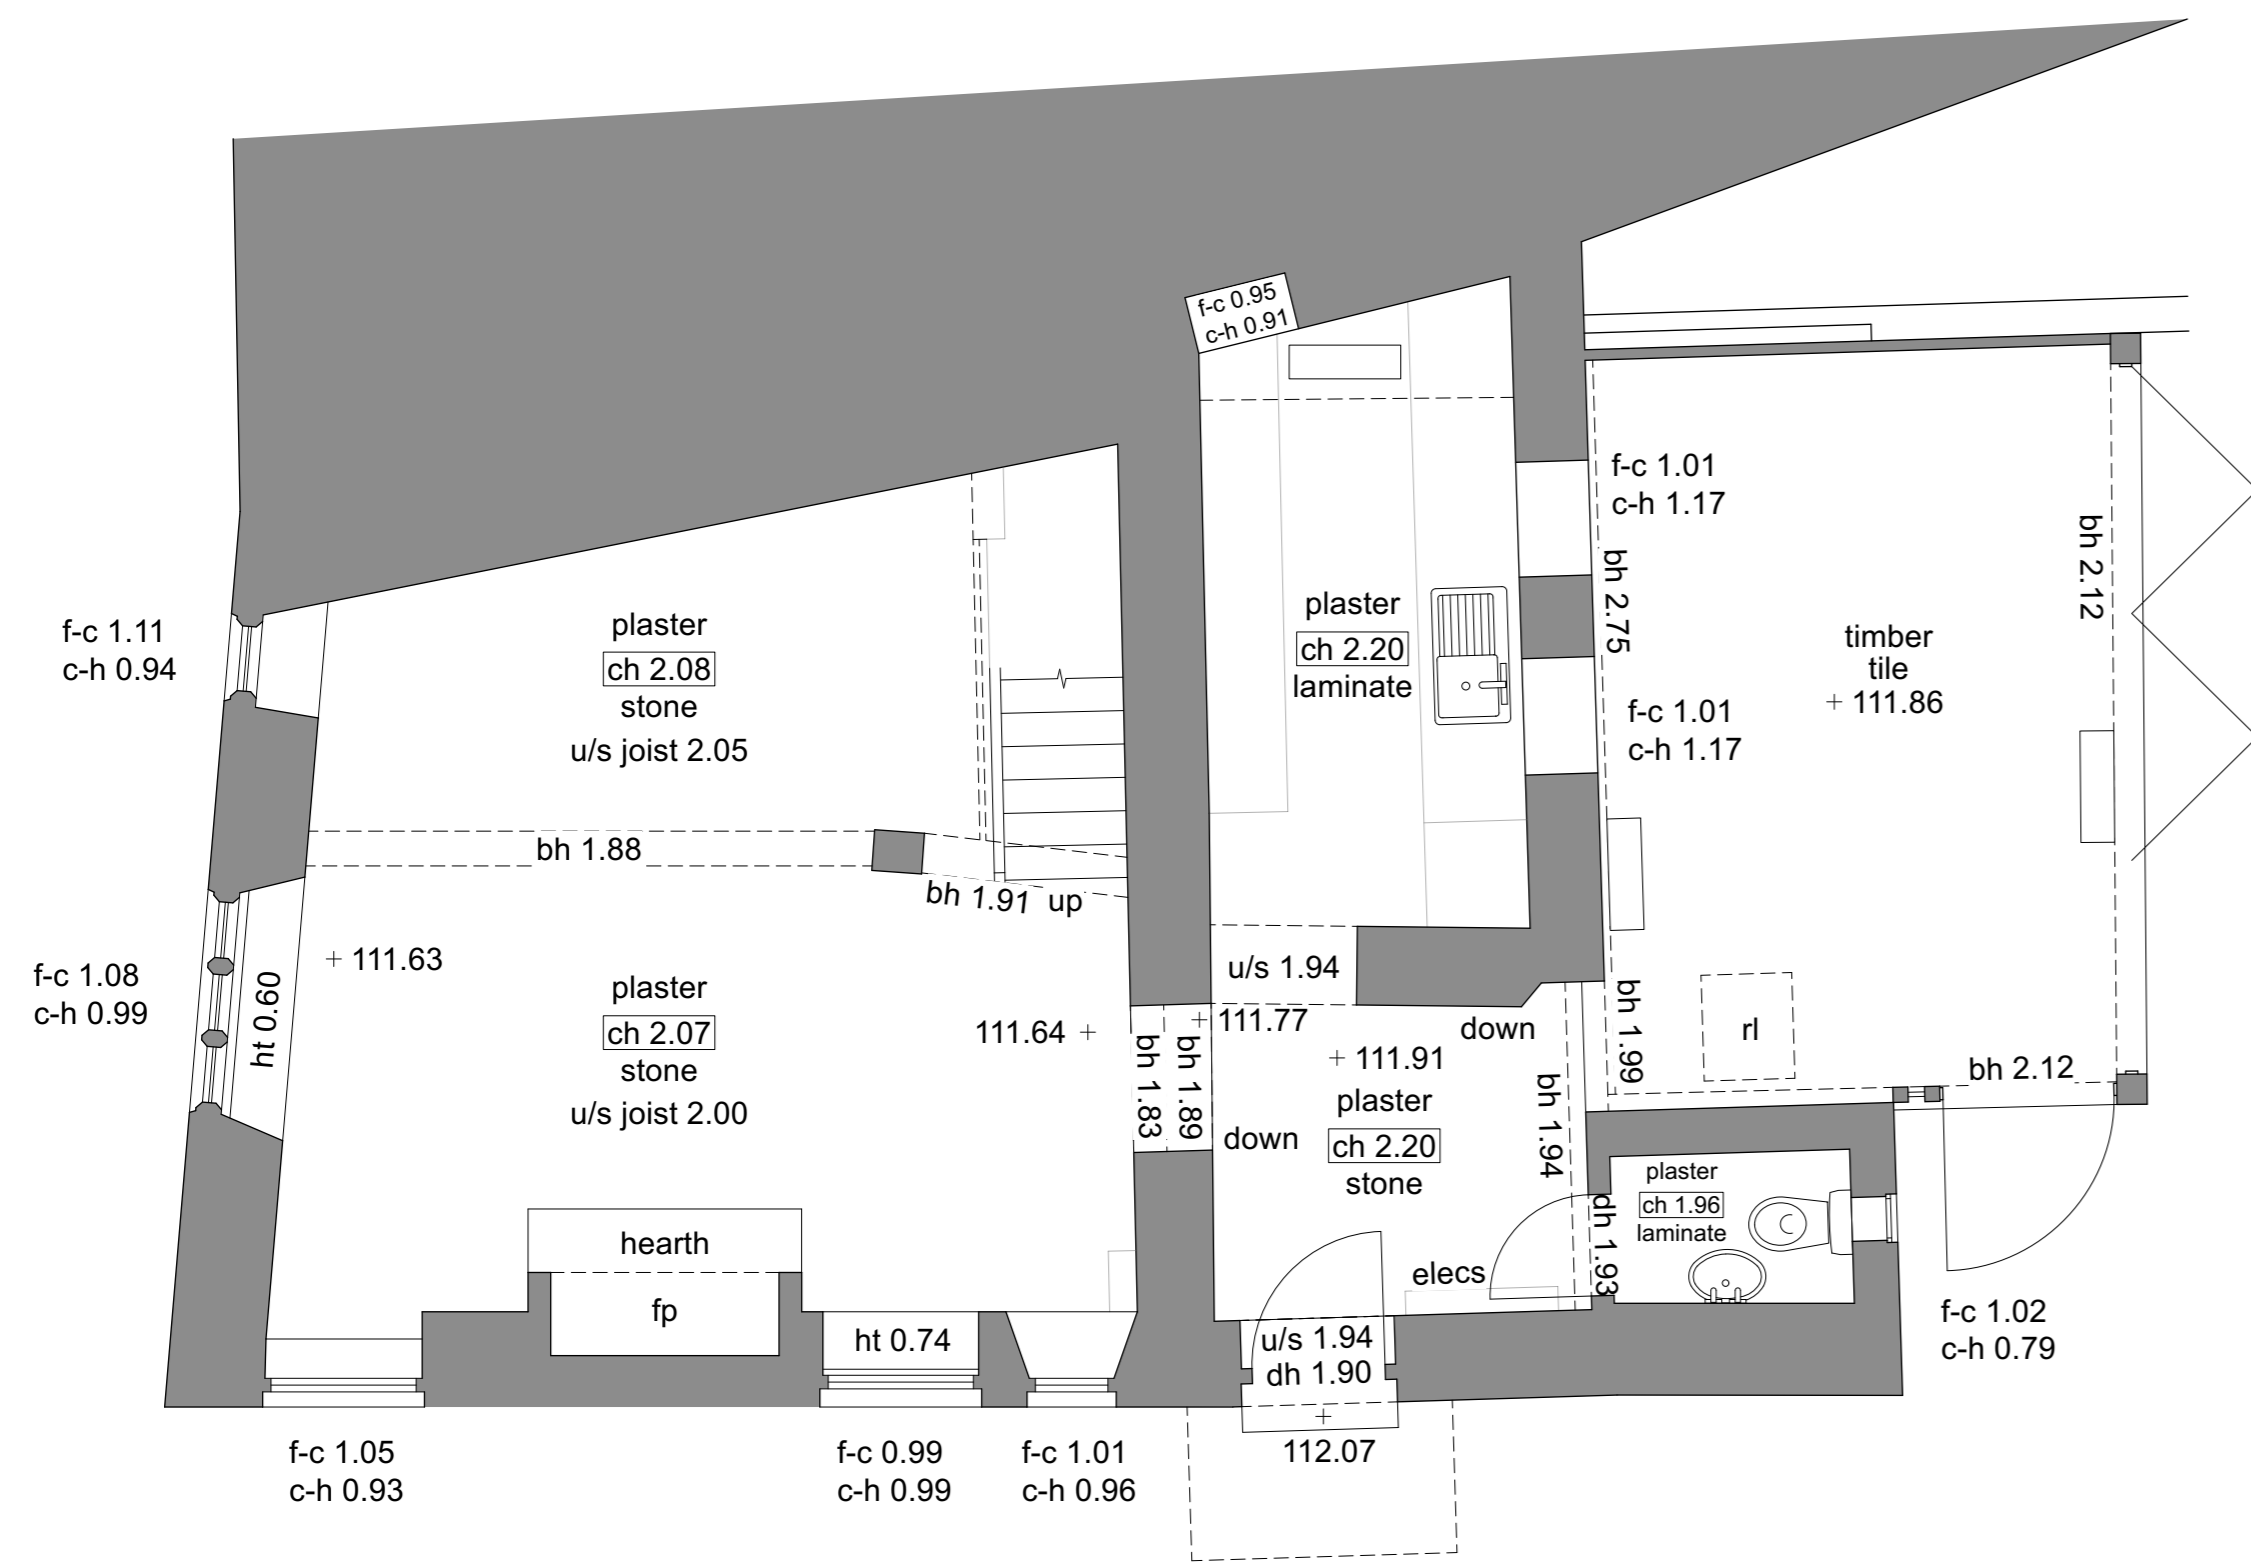 f-c 0.95
c-h 0.91
f-c 1.01
c-h 1.17
bh 2.75
bh 2.12
f-c 1.11
c-h 0.94
plaster
ch 2.08
stone
u/s joist 2.05
plaster
ch 2.20
laminate
f-c 1.01
c-h 1.17
timber
tile
+ 111.86
bh 1.88
bh 1.91
up
+ 111.63
f-c 1.08
c-h 0.99
ht 0.60
plaster
ch 2.07
stone
u/s joist 2.00
111.64 +
u/s 1.94
+ 111.77
down
bh 1.99
rl
bh 2.12
bh 1.83
bh 1.89
+ 111.91
plaster
ch 2.20
stone
down
bh 1.94
dh 1.93
plaster
ch 1.96
laminate
hearth
fp
ht 0.74
elecs
u/s 1.94
dh 1.90
+
112.07
f-c 1.02
c-h 0.79
f-c 1.05
c-h 0.93
f-c 0.99
c-h 0.99
f-c 1.01
c-h 0.96